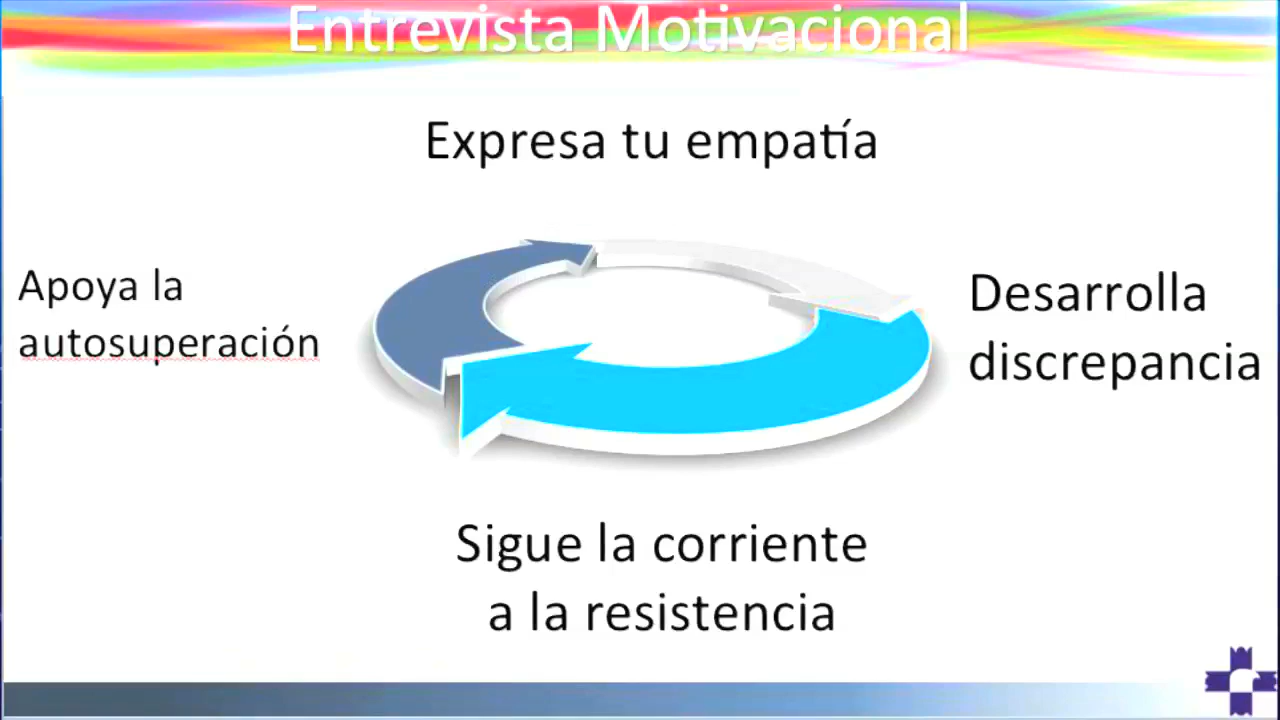 Entrevista Motivacional
Expresa tu empatía
Apoya la
autosuperación
Desarrolla
discrepancia
Sigue la corriente
a la resistencia